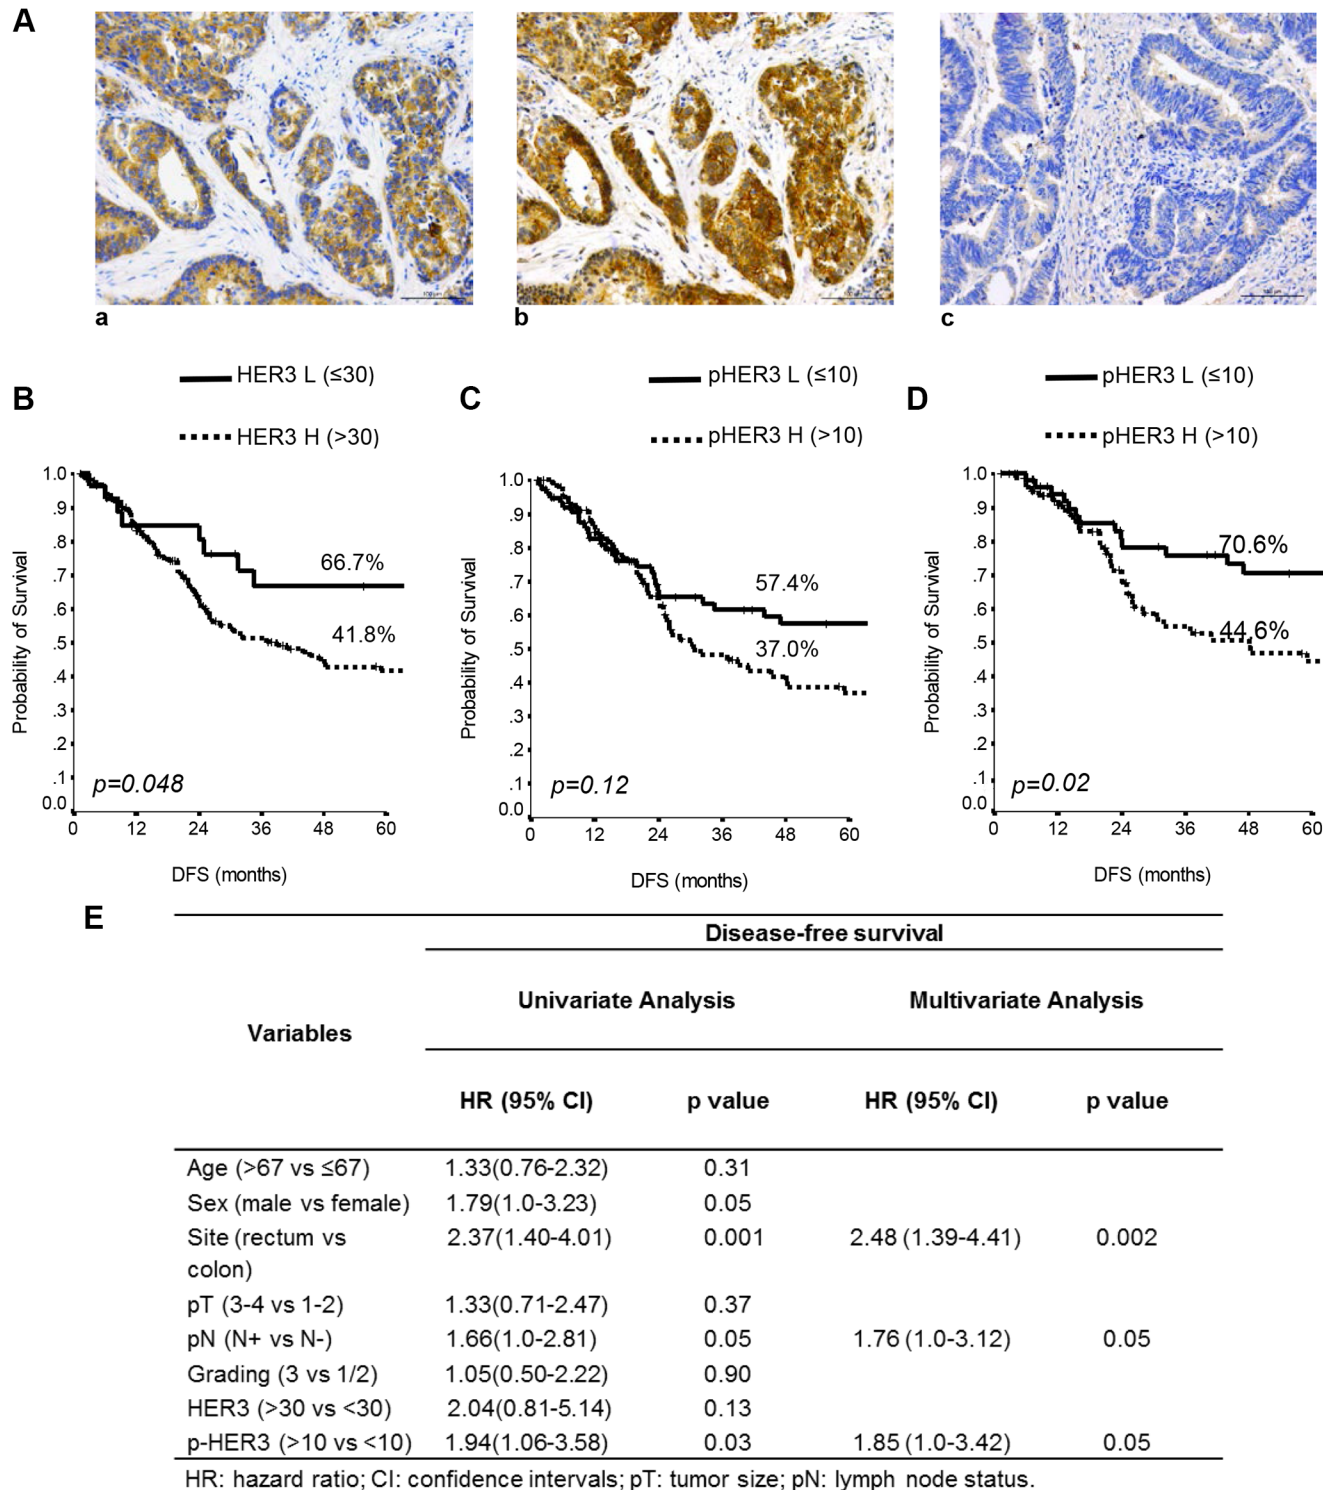 A
a
b
c
HER3 L (≤30)
HER3 H (>30)
pHER3 L (≤10)
pHER3 H (>10)
pHER3 L (≤10)
pHER3 H (>10)
B
Probability of Survival
1.0
.9
.8
.7
.6
.5
.4
.3
.2
.1
0.0
66.7%
41.8%
p=0.048
0 12 24 36 48 60
DFS (months)
C
Probability of Survival
1.0
.9
.8
.7
.6
.5
.4
.3
.2
.1
0.0
57.4%
37.0%
p=0.12
0 12 24 36 48 60
DFS (months)
D
Probability of Survival
1.0
.9
.8
.7
.6
.5
.4
.3
.2
.1
0.0
70.6%
44.6%
p=0.02
0 12 24 36 48 60
DFS (months)
E
Disease-free survival
Univariate Analysis Multivariate Analysis
Variables
HR (95% CI) p value HR (95% CI) p value
Age (>67 vs ≤67) 1.33(0.76-2.32) 0.31
Sex (male vs female) 1.79(1.0-3.23) 0.05
Site (rectum vs 2.37(1.40-4.01) 0.001 2.48 (1.39-4.41) 0.002
colon)
pT (3-4 vs 1-2) 1.33(0.71-2.47) 0.37
pN (N+ vs N-) 1.66(1.0-2.81) 0.05 1.76 (1.0-3.12) 0.05
Grading (3 vs 1/2) 1.05(0.50-2.22) 0.90
HER3 (>30 vs <30) 2.04(0.81-5.14) 0.13
p-HER3 (>10 vs <10) 1.94(1.06-3.58) 0.03 1.85 (1.0-3.42) 0.05
HR: hazard ratio; CI: confidence intervals; pT: tumor size; pN: lymph node status.